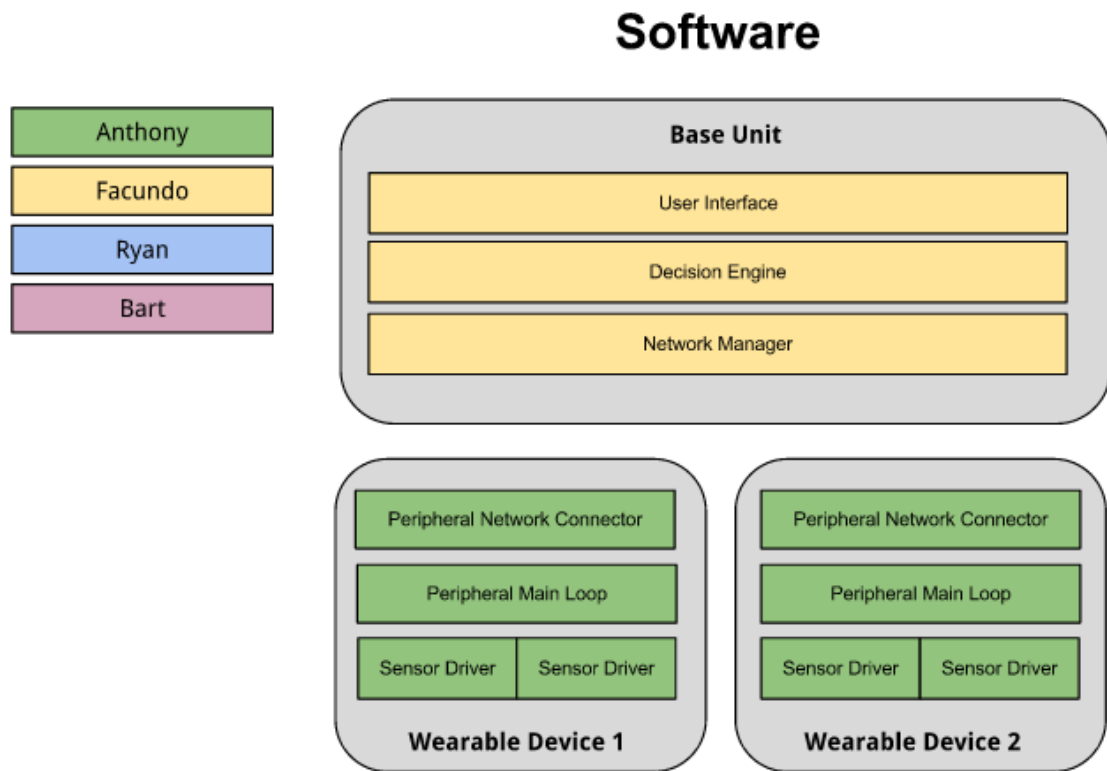 Software
Anthony
Facundo
Ryan
Bart
Base Unit
User Interface
Decision Engine
Network Manager
Peripheral Network Connector
Peripheral Main Loop
Sensor Driver
Sensor Driver
Wearable Device 1
Peripheral Network Connector
Peripheral Main Loop
Sensor Driver
Sensor Driver
Wearable Device 2